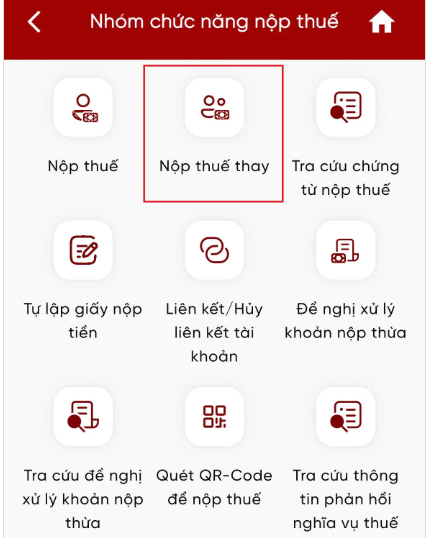 Nhóm chức năng nộp thuế
Nộp thuế
Nộp thuế thay
Tra cứu chứng
từ nộp thuế
Tự lập giấy nộp
tiền
Liên kết/Hủy
liên kết tài
khoản
Đề nghị xử lý
khoản nộp thừa
Tra cứu đề nghị
xử lý khoản nộp
thừa
Quét QR-Code
để nộp thuế
Tra cứu thông
tin phản hồi
nghĩa vụ thuế